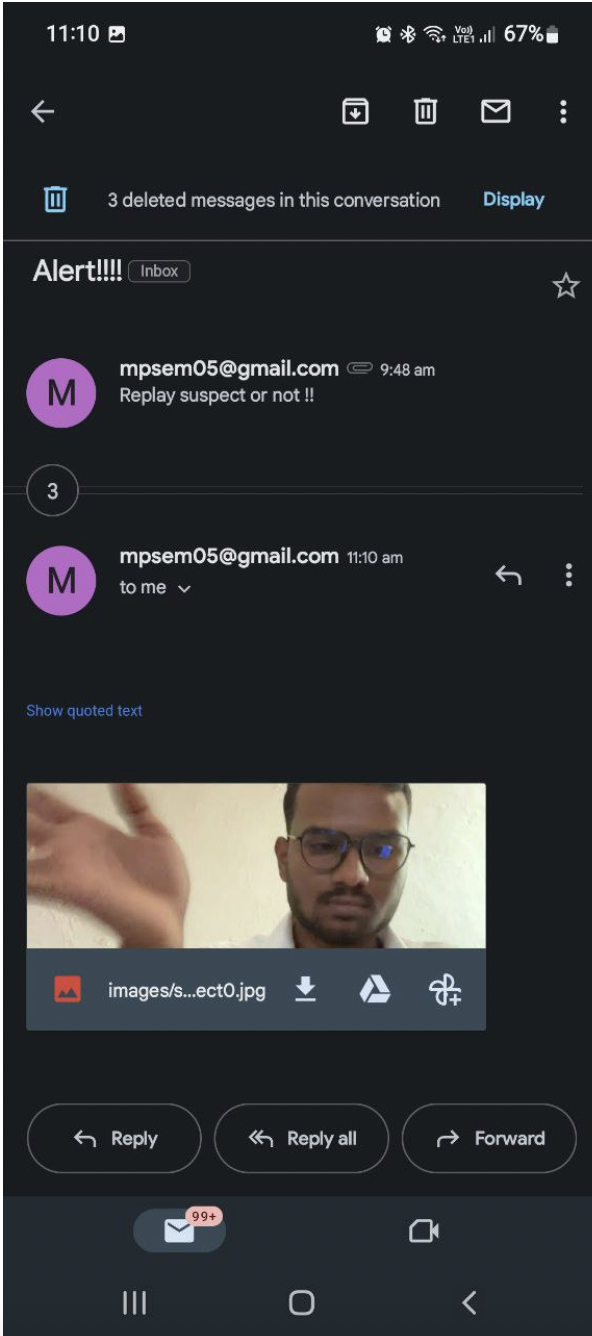 11:10 Vo)) LTE1 67%
3 deleted messages in this conversation Display
Alert!!!! Inbox
M mpsem05@gmail.com 9:48 am
Replay suspect or not !!
3
M mpsem05@gmail.com 11:10 am
to me
Show quoted text
images/s...ect0.jpg
Reply Reply all Forward
99+